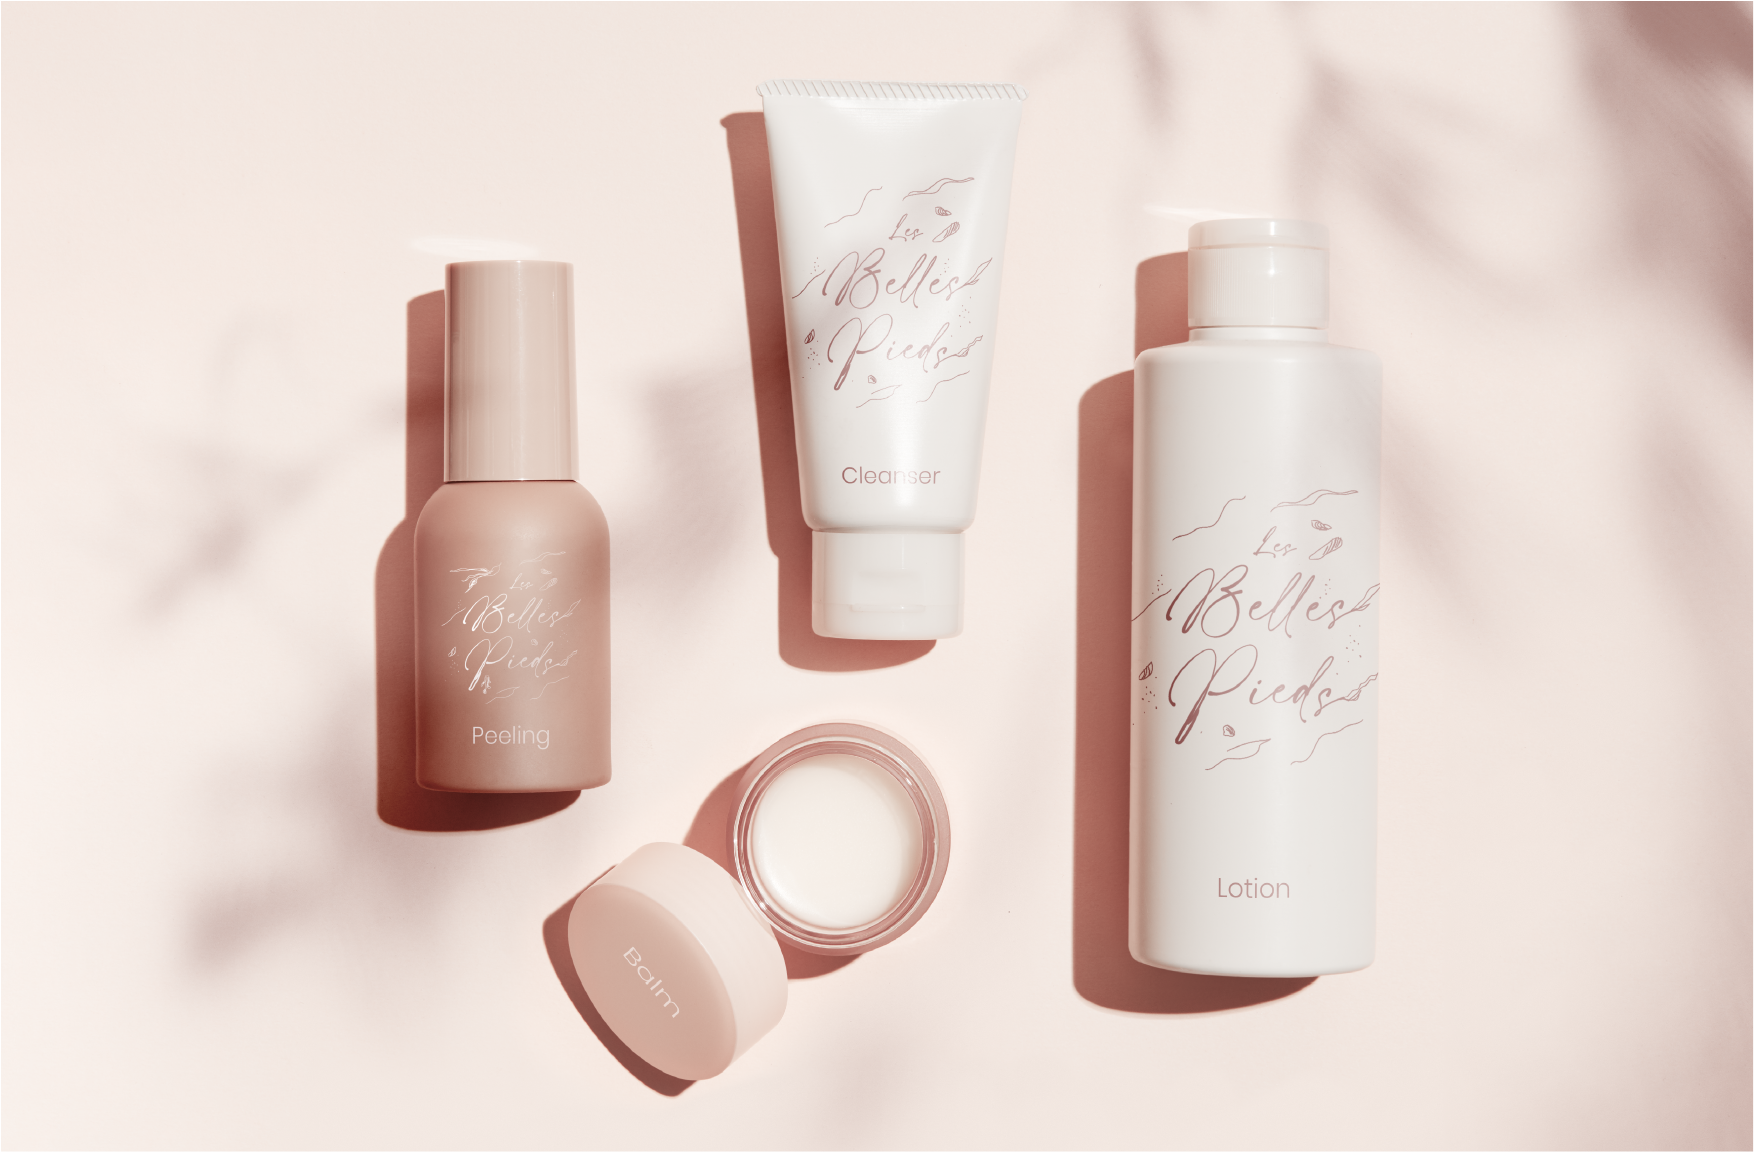 Les
Belles
Pieds
Cleanser
Les
Belles
Pieds
Peeling
Les
Belles
Pieds
Lotion
Balm